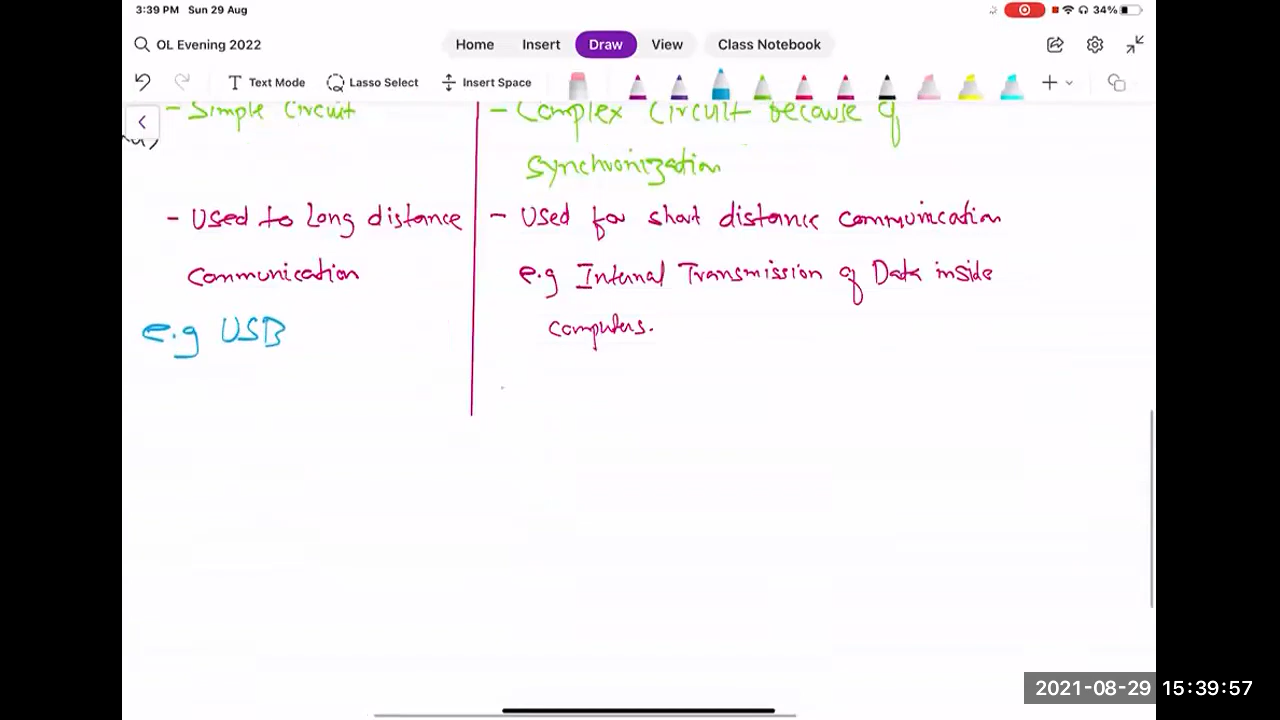 3:39 PM Sun 29 Aug
34%
OL Evening 2022
Home Insert Draw View Class Notebook
Text Mode Lasso Select Insert Space
- Simple Circuit
- Complex Circuit because of
synchronization
- Used to Long distance
communication
e.g USB
- Used for short distance communication
e.g Internal Transmission of Data inside
computers.
2021-08-29 15:39:57